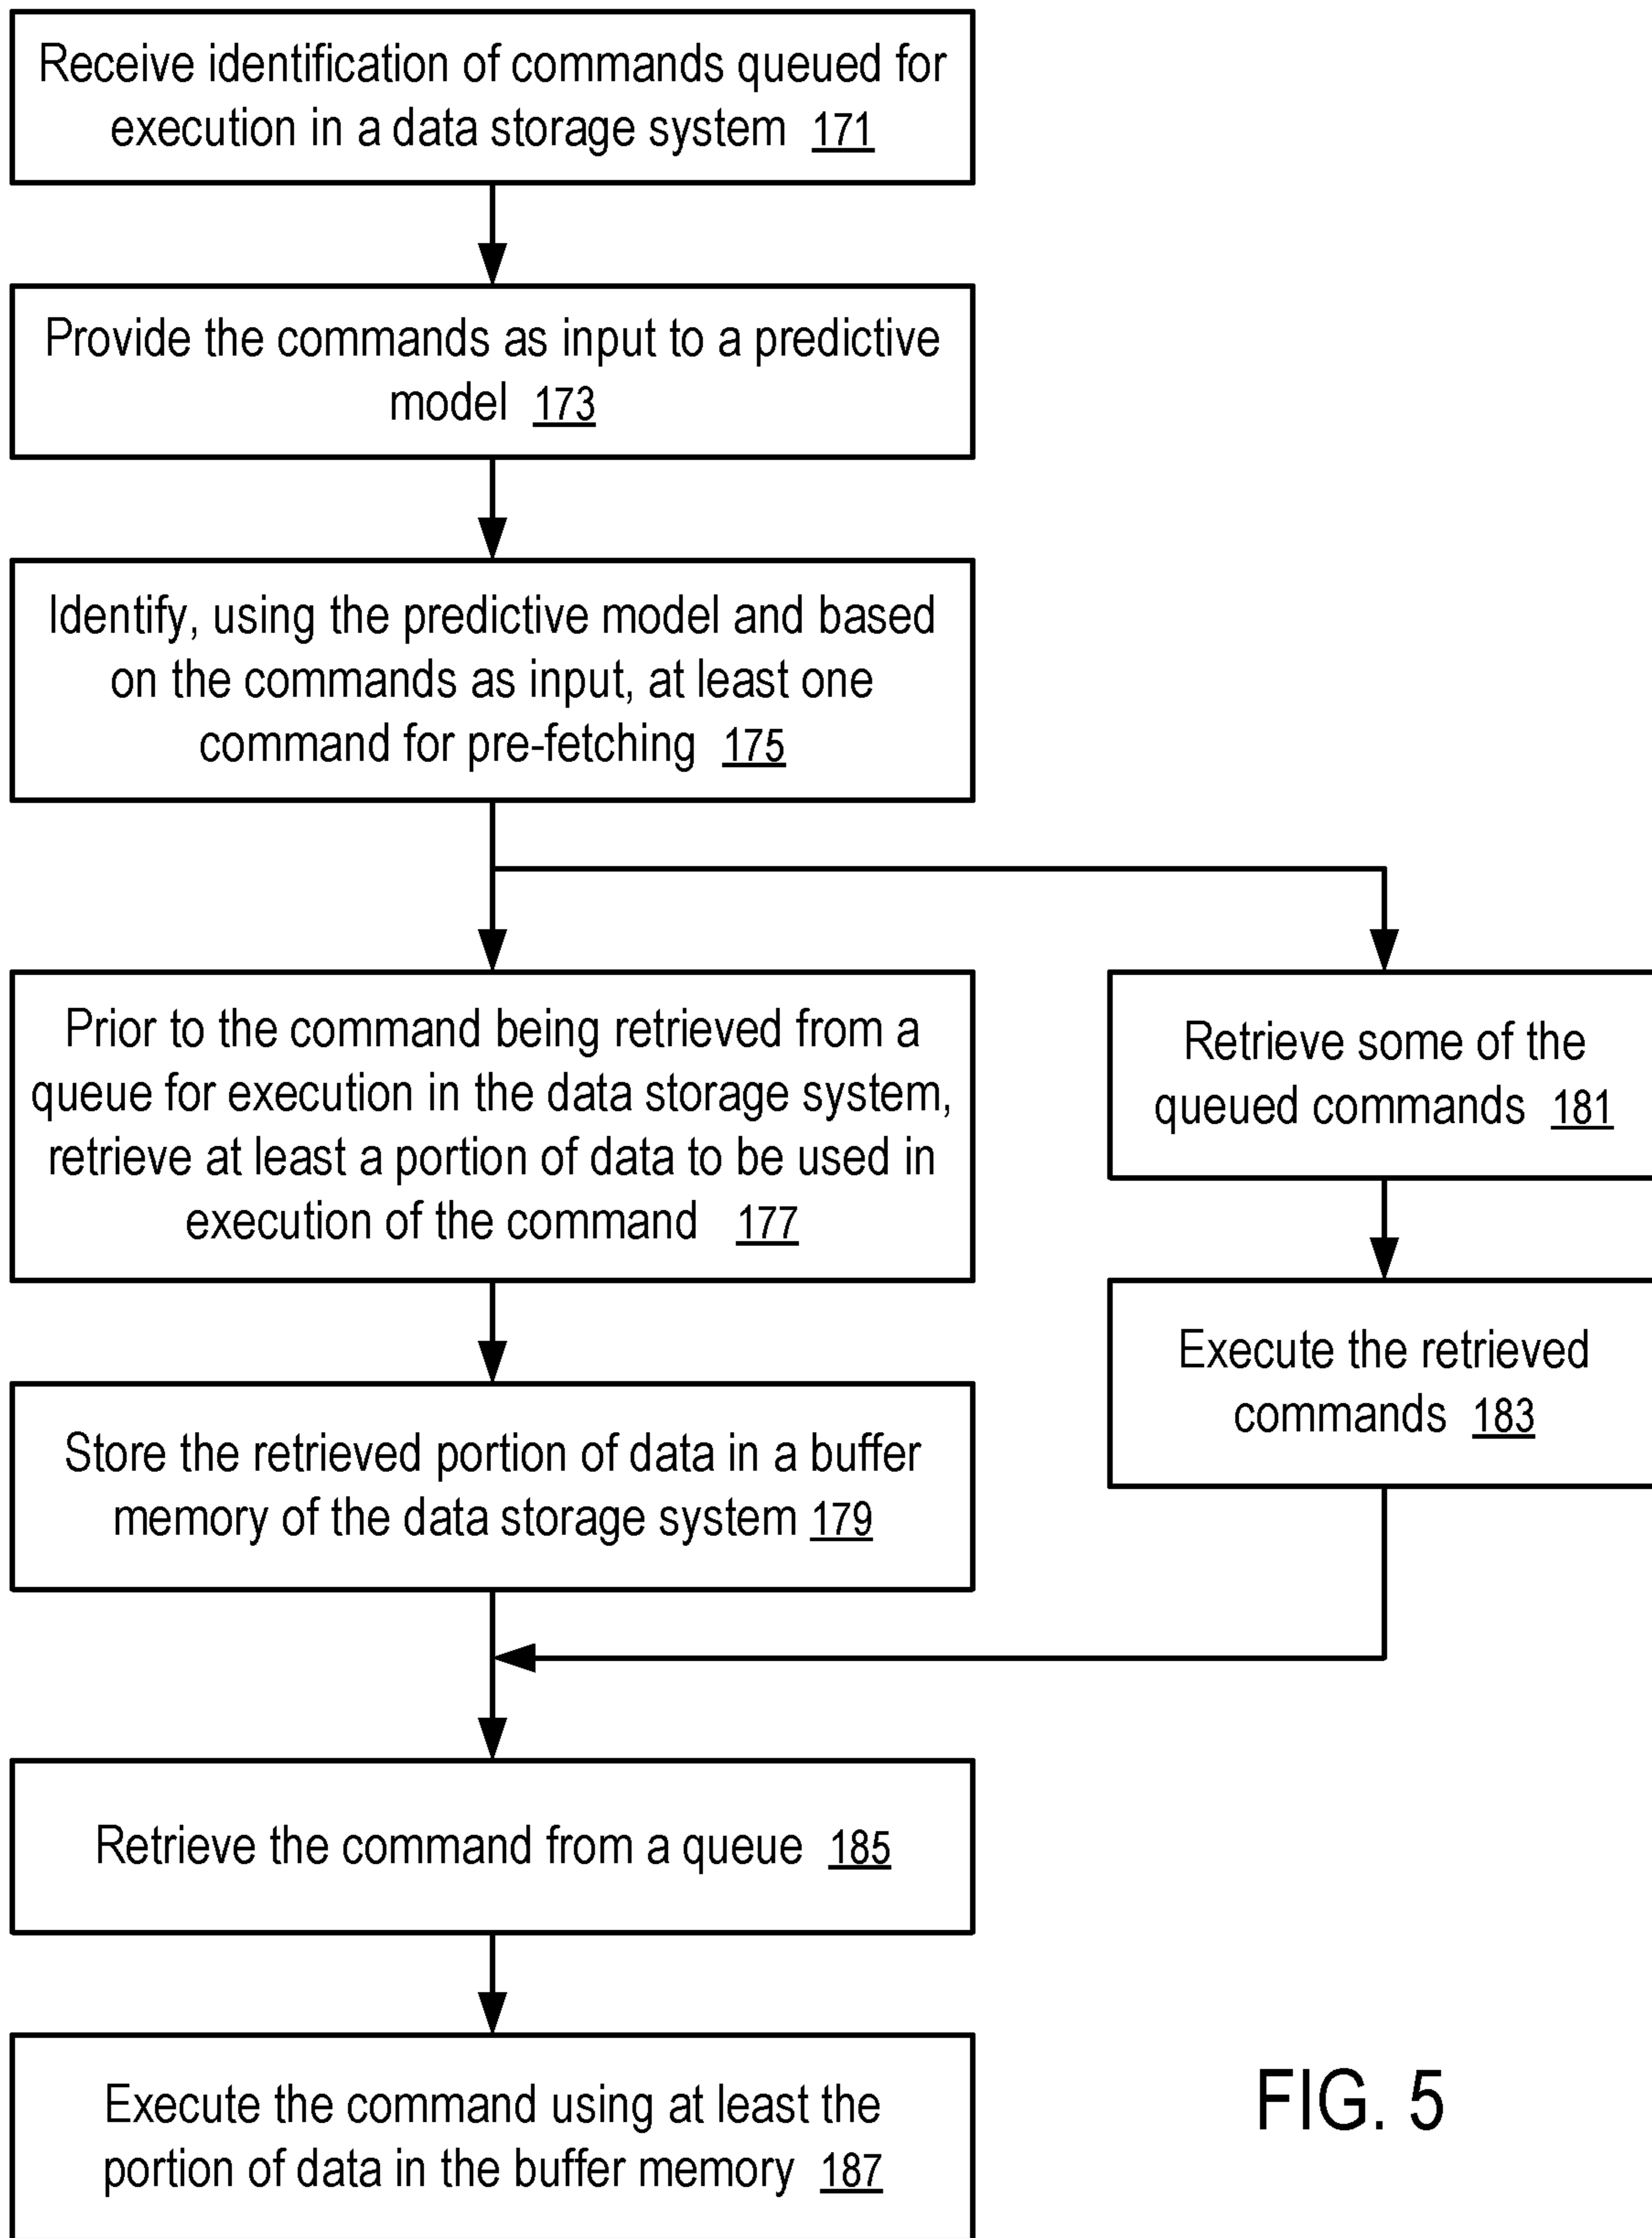 Receive identification of commands queued for
execution in a data storage system 171
Provide the commands as input to a predictive
model 173
Identify, using the predictive model and based
on the commands as input, at least one
command for pre-fetching 175
Prior to the command being retrieved from a
queue for execution in the data storage system,
retrieve at least a portion of data to be used in
execution of the command 177
Retrieve some of the
queued commands 181
Execute the retrieved
commands 183
Store the retrieved portion of data in a buffer
memory of the data storage system 179
Retrieve the command from a queue 185
Execute the command using at least the
portion of data in the buffer memory 187
FIG. 5